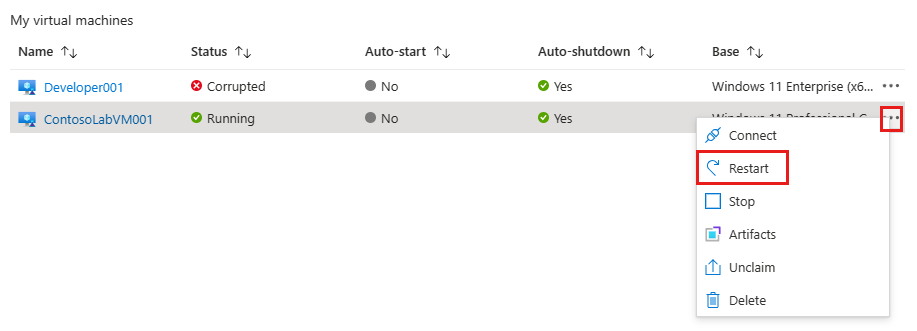 My virtual machines
Name Status Auto-start Auto-shutdown Base
Developer001 Corrupted No Yes Windows 11 Enterprise (x6...
ContosoLabVM001 Running No Yes Windows 11 Professional
Connect
Restart
Stop
Artifacts
Unclaim
Delete